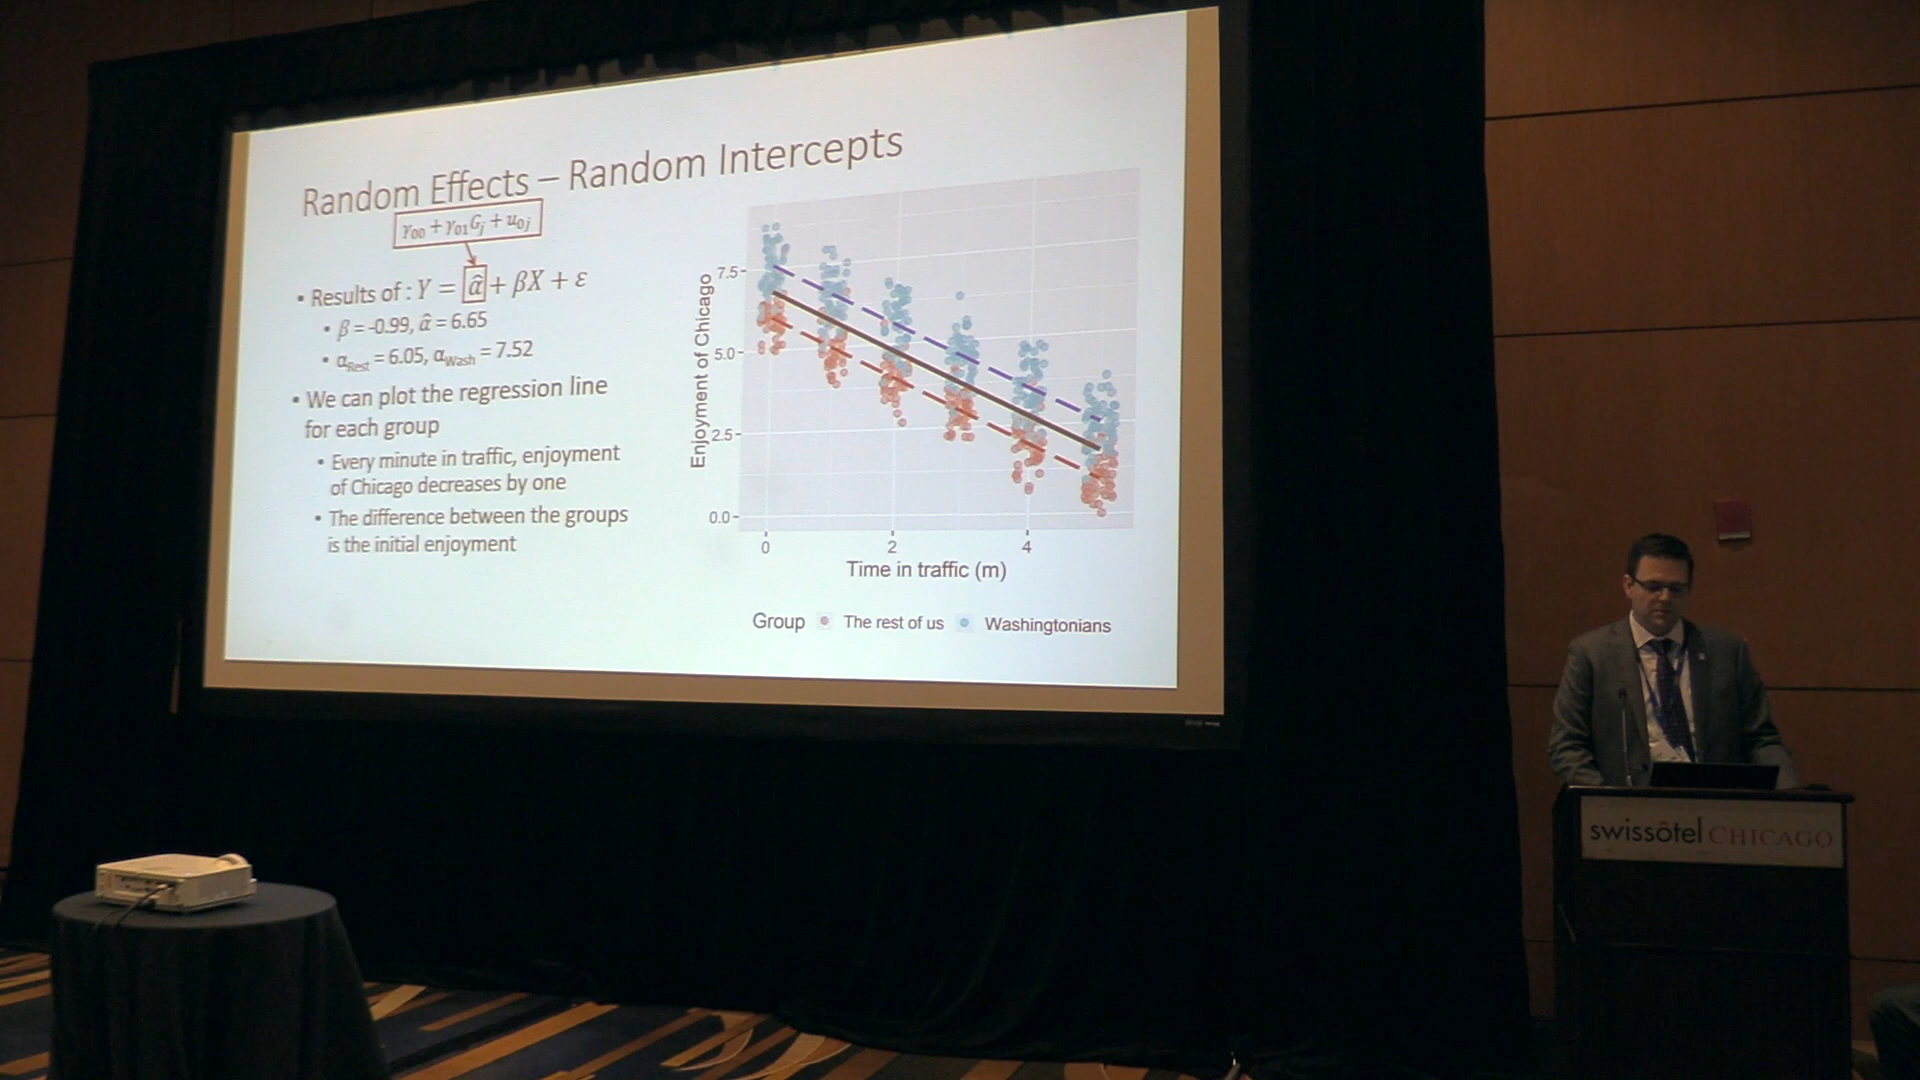 Random Effects – Random Intercepts
γ₀₀ + γ₀₁Gⱼ + u₀ⱼ
• Results of : Y = α̂ + βX + ε
• β = -0.99, α̂ = 6.65
• α_Rest = 6.05, α_Wash = 7.52
• We can plot the regression line
for each group
• Every minute in traffic, enjoyment
of Chicago decreases by one
• The difference between the groups
is the initial enjoyment
Enjoyment of Chicago
7.5
5.0
2.5
0.0
0 2 4
Time in traffic (m)
Group The rest of us Washingtonians
swissôtel CHICAGO